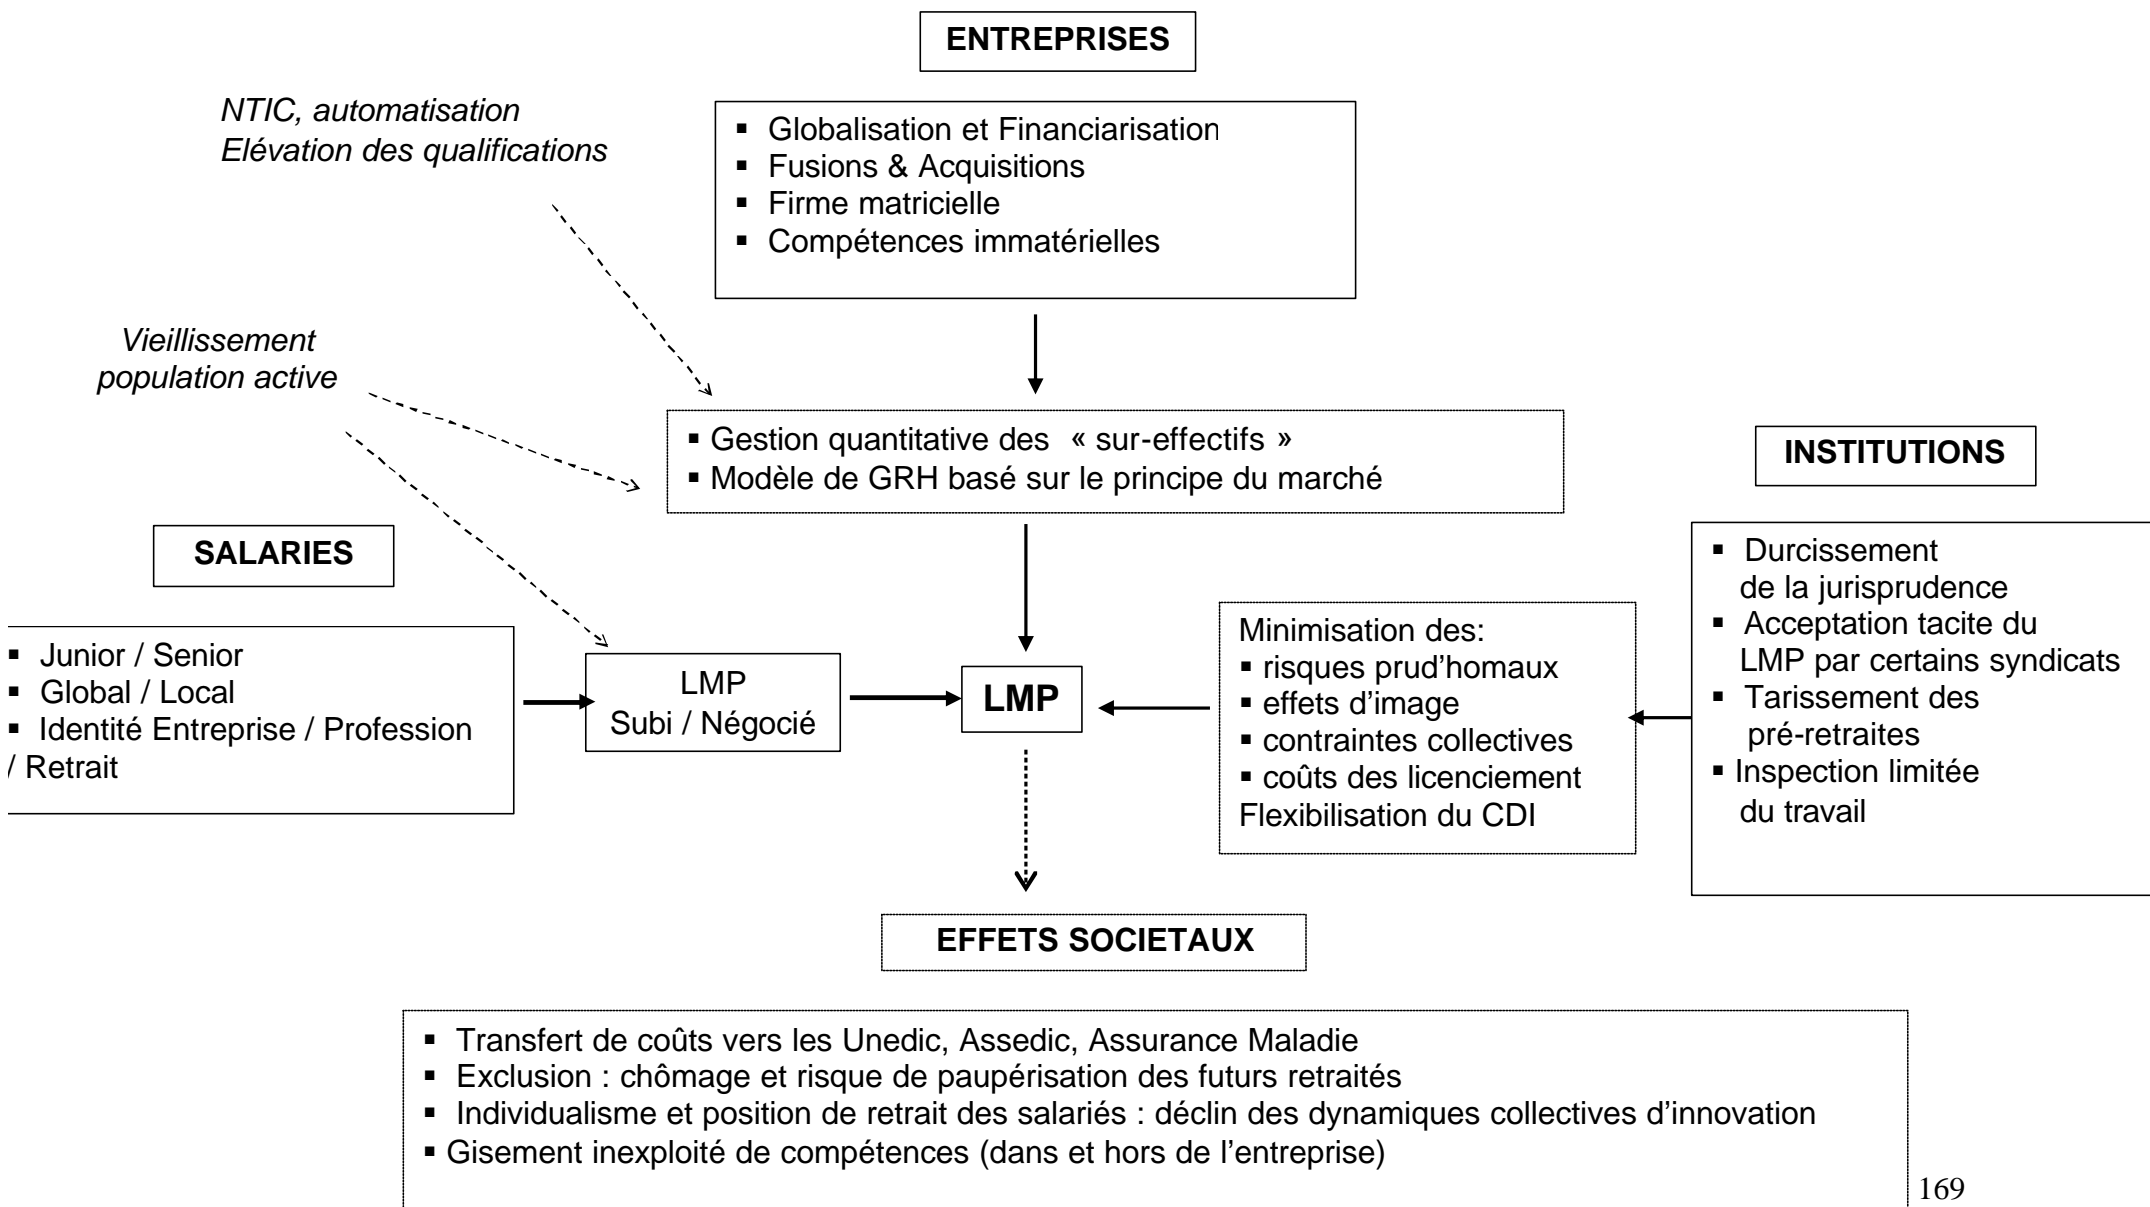 ENTREPRISES
NTIC, automatisation
Elévation des qualifications
▪ Globalisation et Financiarisation
▪ Fusions & Acquisitions
▪ Firme matricielle
▪ Compétences immatérielles
Vieillissement
population active
▪ Gestion quantitative des « sur-effectifs »
▪ Modèle de GRH basé sur le principe du marché
INSTITUTIONS
SALARIES
▪ Junior / Senior
▪ Global / Local
▪ Identité Entreprise / Profession
/ Retrait
LMP
Subi / Négocié
LMP
Minimisation des:
▪ risques prud’homaux
▪ effets d’image
▪ contraintes collectives
▪ coûts des licenciement
Flexibilisation du CDI
▪ Durcissement
de la jurisprudence
▪ Acceptation tacite du
LMP par certains syndicats
▪ Tarissement des
pré-retraites
▪ Inspection limitée
du travail
EFFETS SOCIETAUX
▪ Transfert de coûts vers les Unedic, Assedic, Assurance Maladie
▪ Exclusion : chômage et risque de paupérisation des futurs retraités
▪ Individualisme et position de retrait des salariés : déclin des dynamiques collectives d’innovation
▪ Gisement inexploité de compétences (dans et hors de l’entreprise)
169